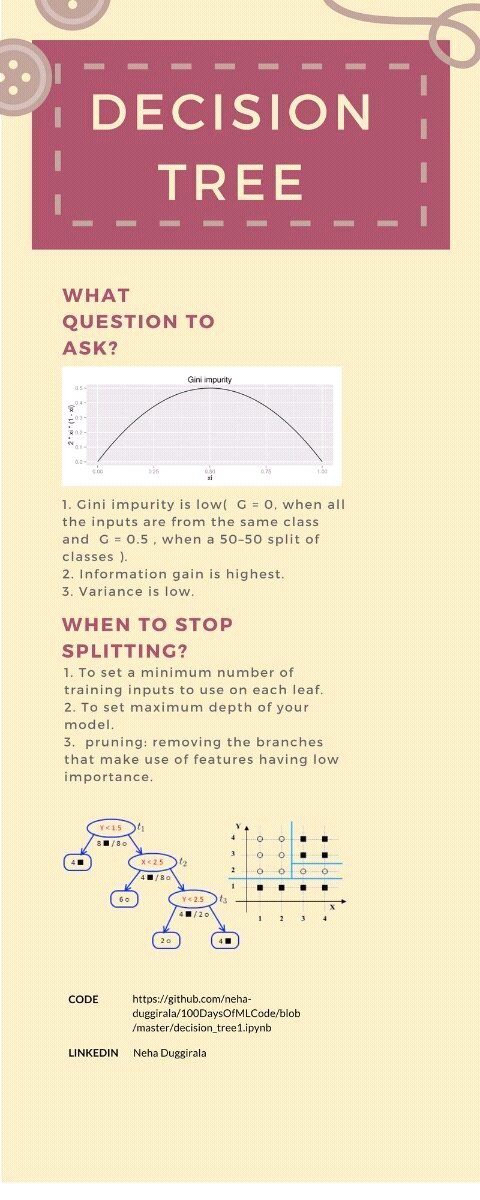 DECISION
TREE
WHAT
QUESTION TO
ASK?
Gini impurity
2 * xi * (1 - xi)
0.5
0.4
0.3
0.2
0.1
0.0
0.00 0.25 0.50 0.75 1.00
xi
1. Gini impurity is low(  G = 0, when all
the inputs are from the same class
and  G = 0.5 , when a 50–50 split of
classes ).
2. Information gain is highest.
3. Variance is low.
WHEN TO STOP
SPLITTING?
1. To set a minimum number of
training inputs to use on each leaf.
2. To set maximum depth of your
model.
3.  pruning: removing the branches
that make use of features having low
importance.
Y < 1.5 t1
8 ■ / 8 o
4 ■
X < 2.5 t2
4 ■ / 8 o
6 o
Y < 2.5 t3
4 ■ / 2 o
2 o
4 ■
Y
4
3
2
1
X
1 2 3 4
CODE https://github.com/neha-
duggirala/100DaysOfMLCode/blob
/master/decision_tree1.ipynb
LINKEDIN Neha Duggirala